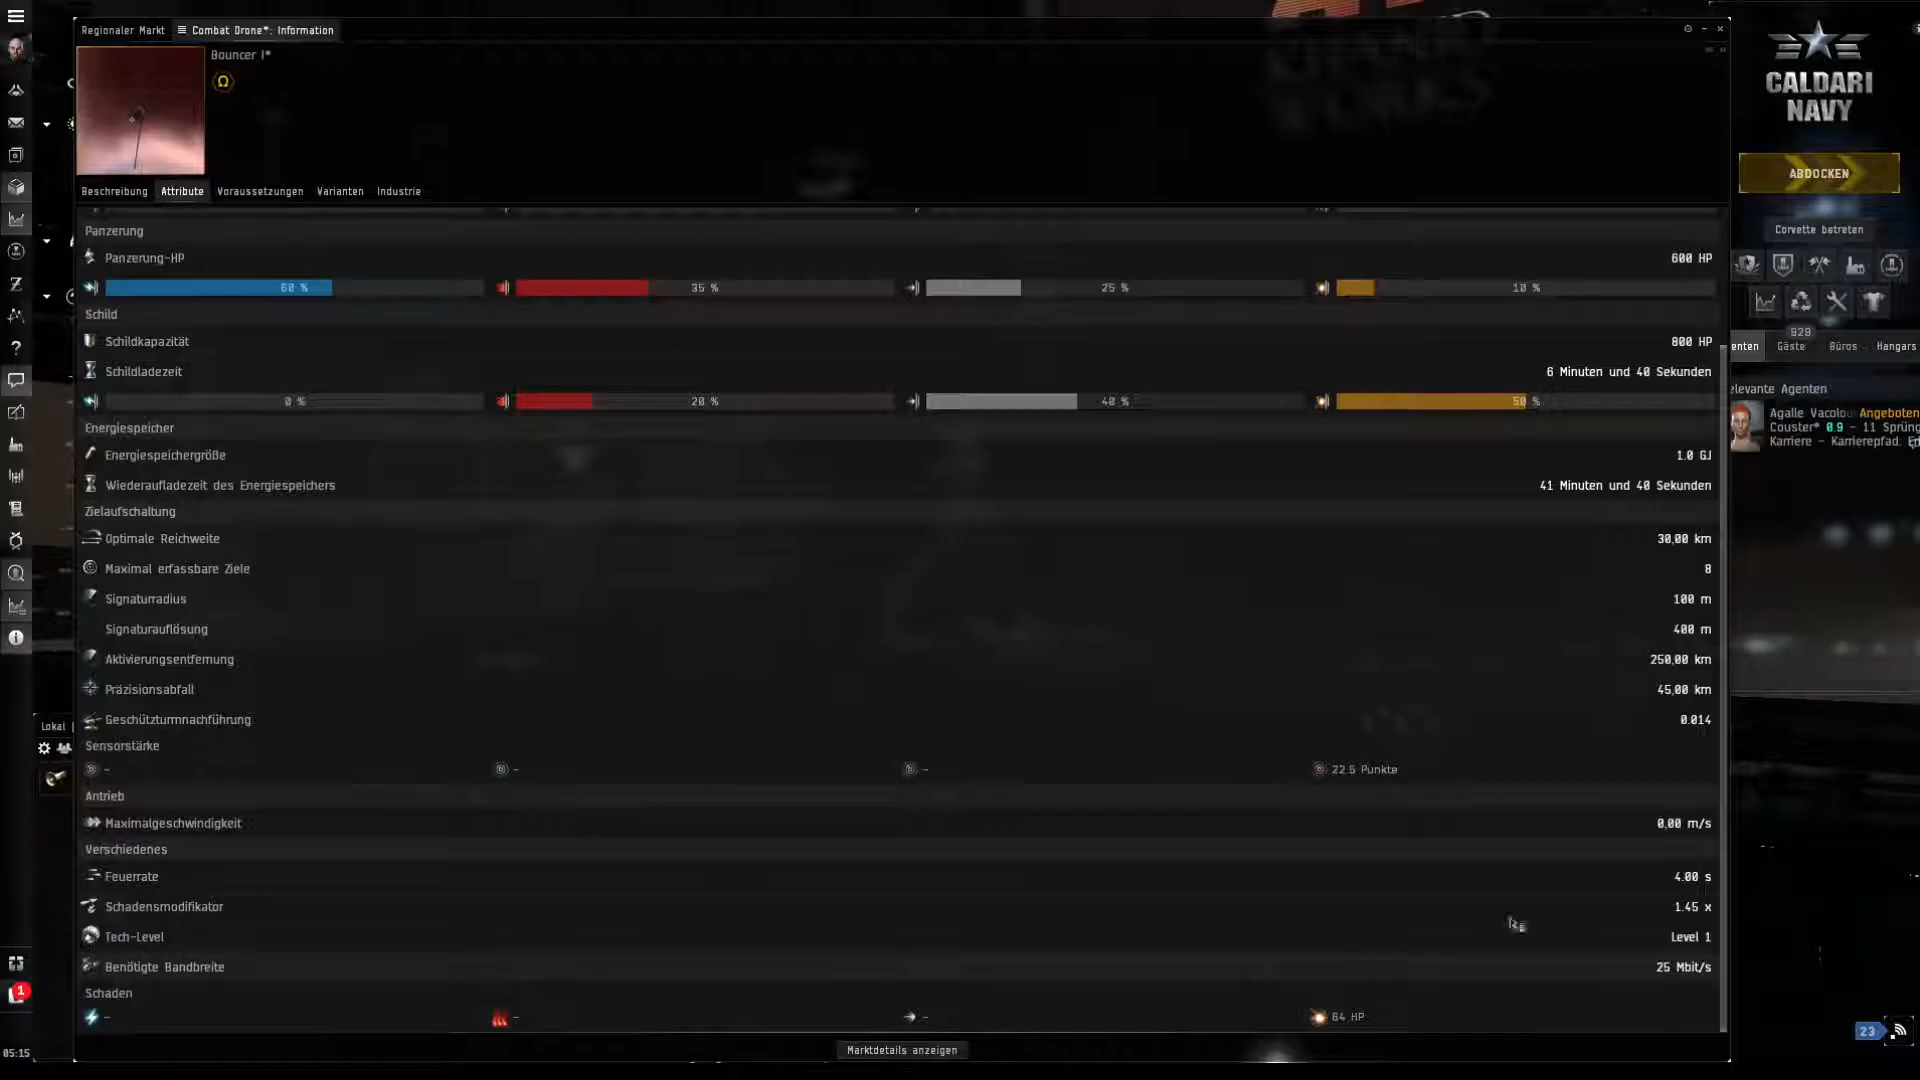 Regionaler Markt
Combat Drone*: Information
Bouncer I*
Beschreibung Attribute Voraussetzungen Varianten Industrie
Panzerung
Panzerung-HP 600 HP
60 % 35 % 25 % 10 %
Schild
Schildkapazität 800 HP
Schildladezeit 6 Minuten und 40 Sekunden
0 % 20 % 40 % 50 %
Energiespeicher
Energiespeichergröße 1.0 GJ
Wiederaufladezeit des Energiespeichers 41 Minuten und 40 Sekunden
Zielaufschaltung
Optimale Reichweite 30,00 km
Maximal erfassbare Ziele 8
Signaturradius 100 m
Signaturauflösung 400 m
Aktivierungsentfernung 250,00 km
Präzisionsabfall 45,00 km
Geschützturmnachführung 0.014
Sensorstärke
- - - 22.5 Punkte
Antrieb
Maximalgeschwindigkeit 0,00 m/s
Verschiedenes
Feuerrate 4.00 s
Schadensmodifikator 1.45 x
Tech-Level Level 1
Benötigte Bandbreite 25 Mbit/s
Schaden
- - - 64 HP
Marktdetails anzeigen
CALDARI
NAVY
ABDOCKEN
Corvette betreten
929
enten Gäste Büros Hangars
elevante Agenten
Agalle Vacolo Angeboten
Couster* 0.9 - 11 Sprüng
Karriere - Karrierepfad.
Lokal
1
05:15
23